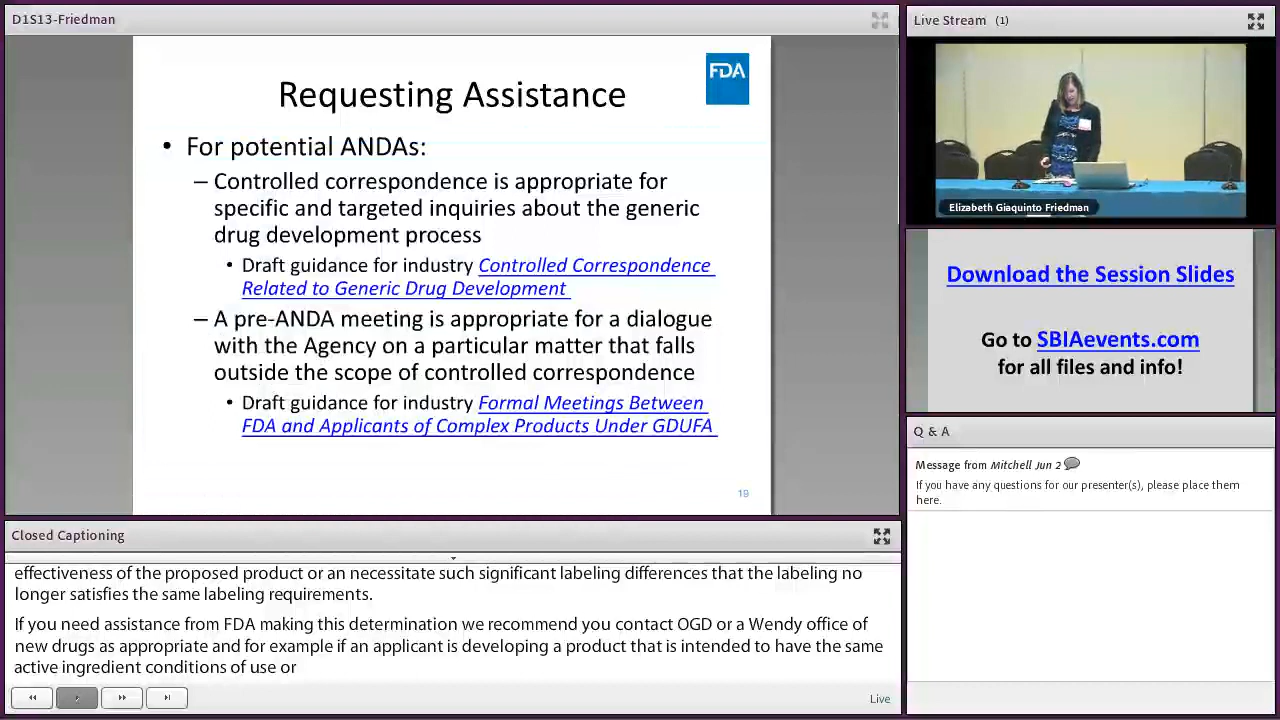 D1S13-Friedman
FDA
Requesting Assistance
• For potential ANDAs:
– Controlled correspondence is appropriate for
specific and targeted inquiries about the generic
drug development process
• Draft guidance for industry Controlled Correspondence
Related to Generic Drug Development
– A pre-ANDA meeting is appropriate for a dialogue
with the Agency on a particular matter that falls
outside the scope of controlled correspondence
• Draft guidance for industry Formal Meetings Between
FDA and Applicants of Complex Products Under GDUFA
19
Closed Captioning
effectiveness of the proposed product or an necessitate such significant labeling differences that the labeling no
longer satisfies the same labeling requirements.
If you need assistance from FDA making this determination we recommend you contact OGD or a Wendy office of
new drugs as appropriate and for example if an applicant is developing a product that is intended to have the same
active ingredient conditions of use or
Live
Live Stream (1)
Elizabeth Giaquinto Friedman
Download the Session Slides
Go to SBIAevents.com
for all files and info!
Q & A
Message from Mitchell Jun 2
If you have any questions for our presenter(s), please place them
here.